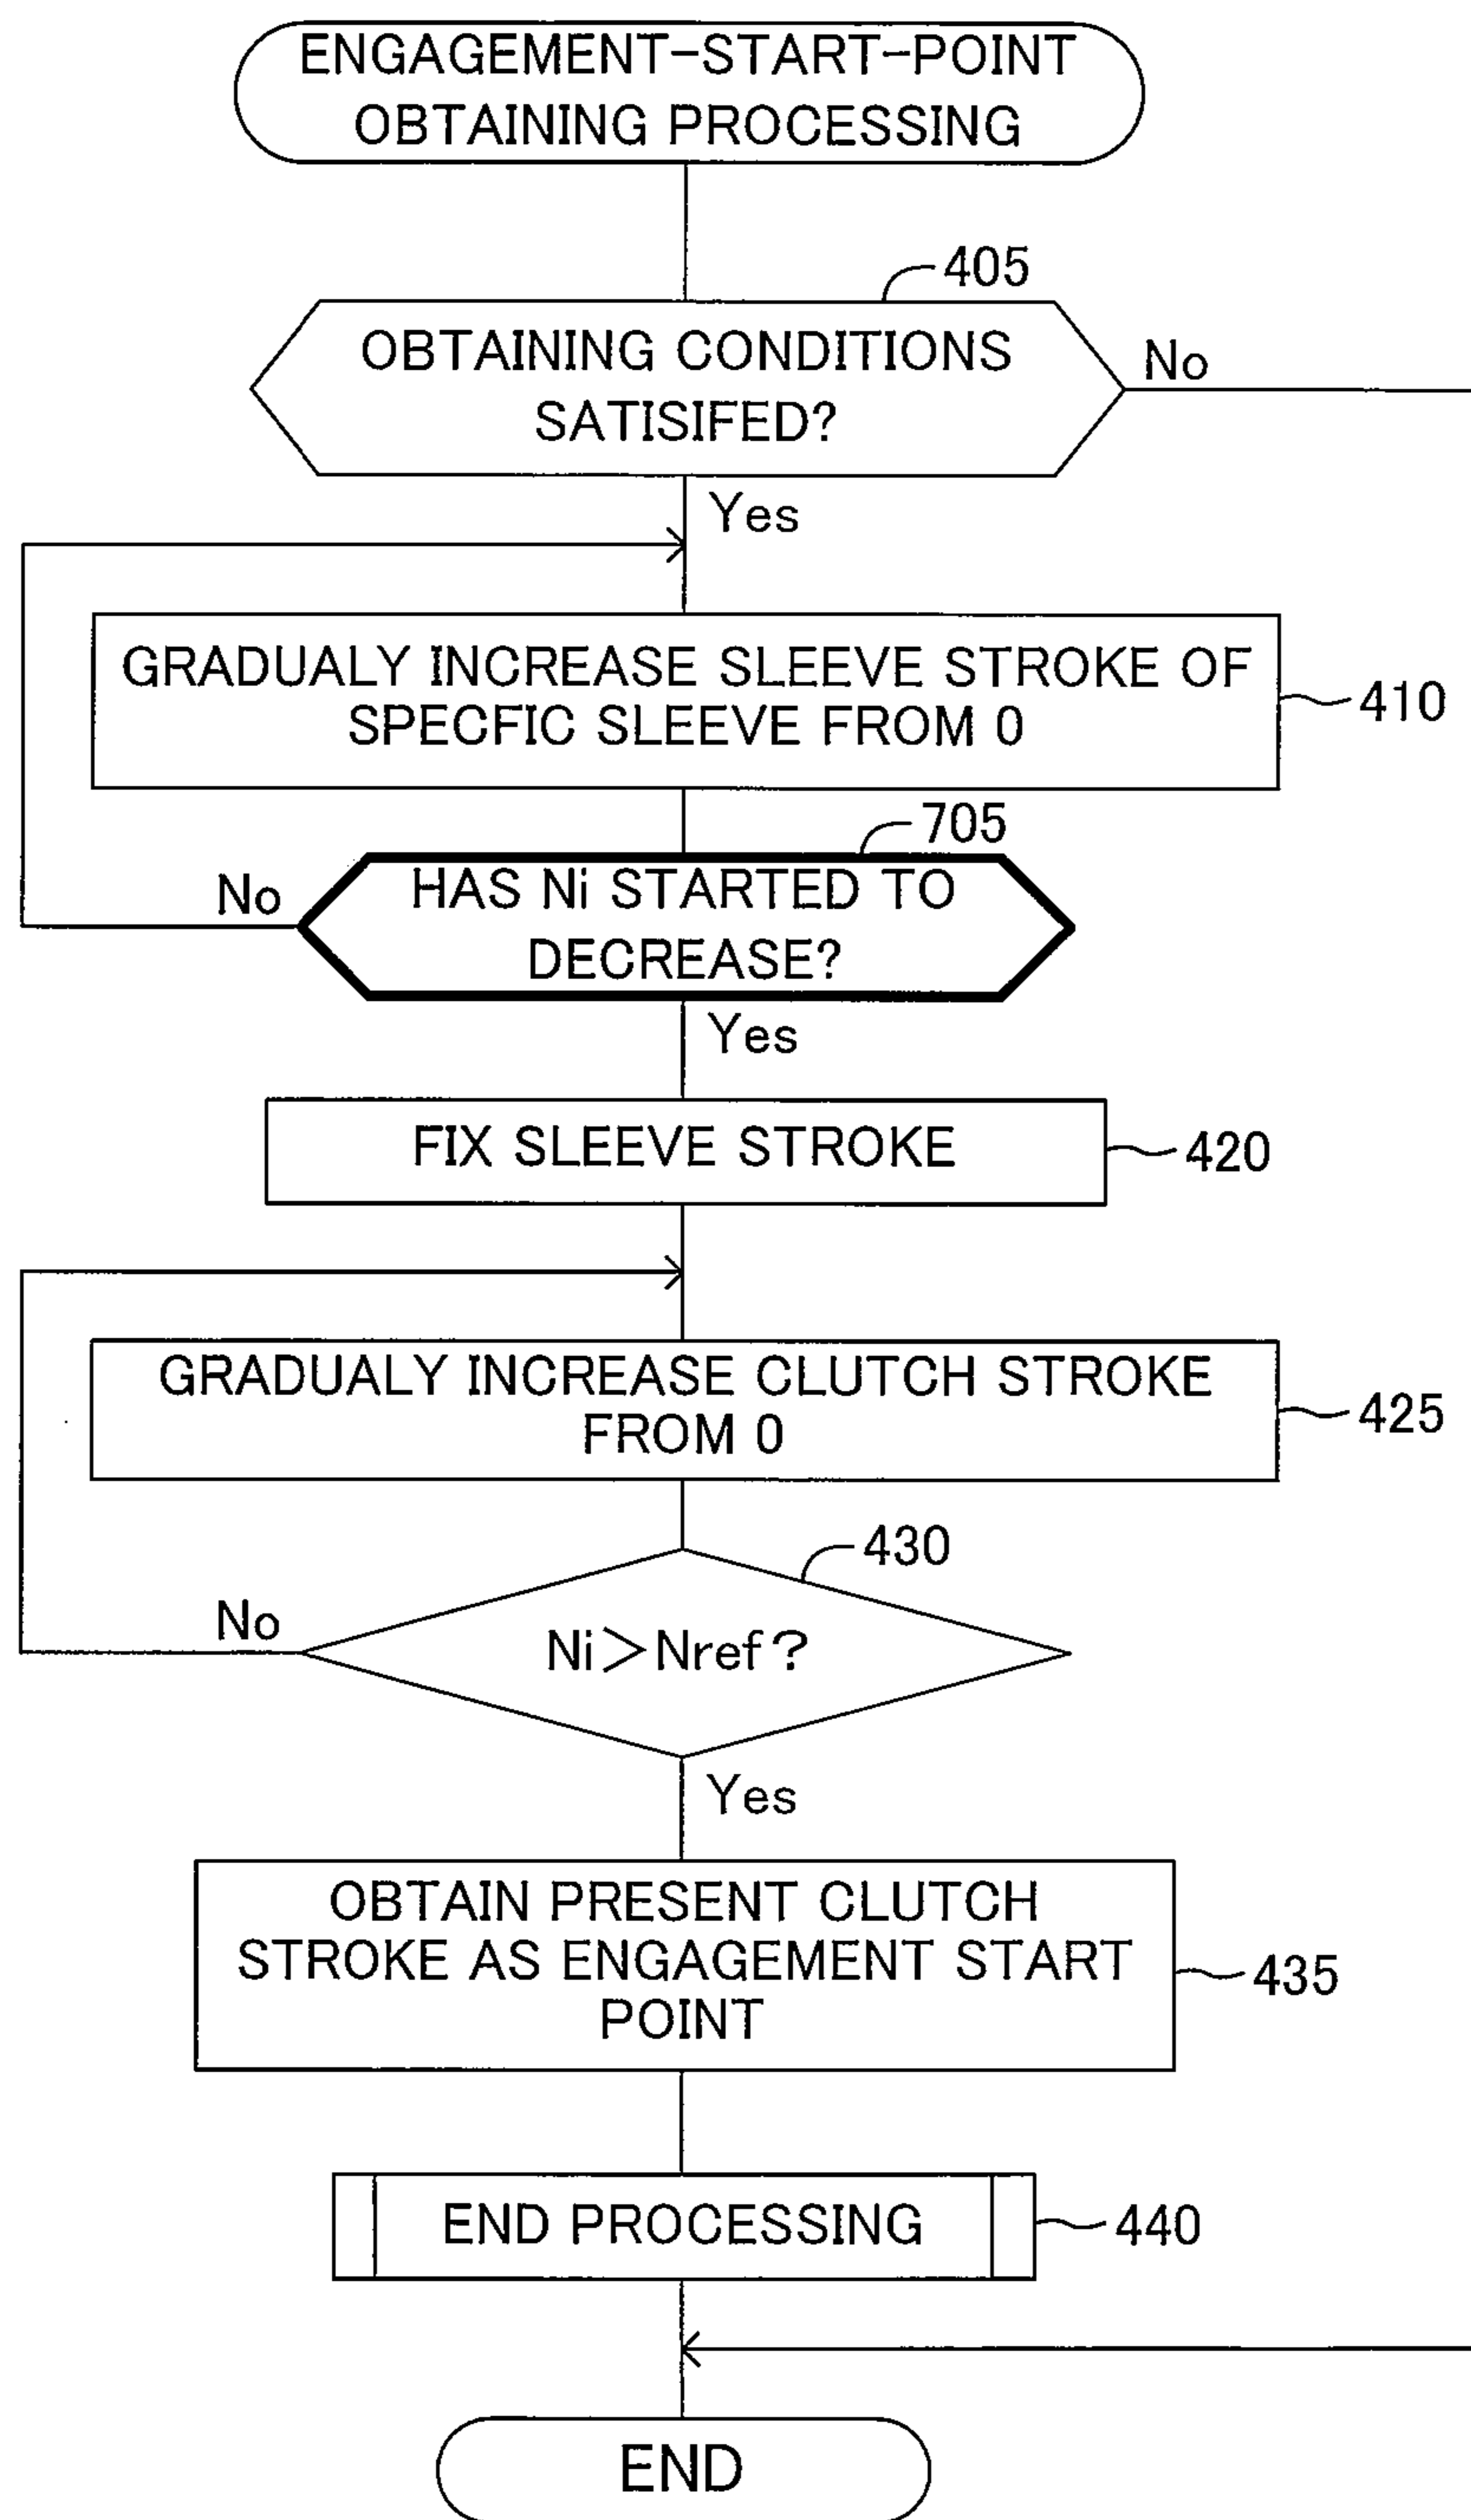 ENGAGEMENT-START-POINT
OBTAINING PROCESSING
405
OBTAINING CONDITIONS
SATISIFED?
No
Yes
GRADUALY INCREASE SLEEVE STROKE OF
SPECFIC SLEEVE FROM 0
410
705
HAS Ni STARTED TO
DECREASE?
No
Yes
FIX SLEEVE STROKE
420
GRADUALY INCREASE CLUTCH STROKE
FROM 0
425
430
Ni>Nref?
No
Yes
OBTAIN PRESENT CLUTCH
STROKE AS ENGAGEMENT START
POINT
435
END PROCESSING
440
END